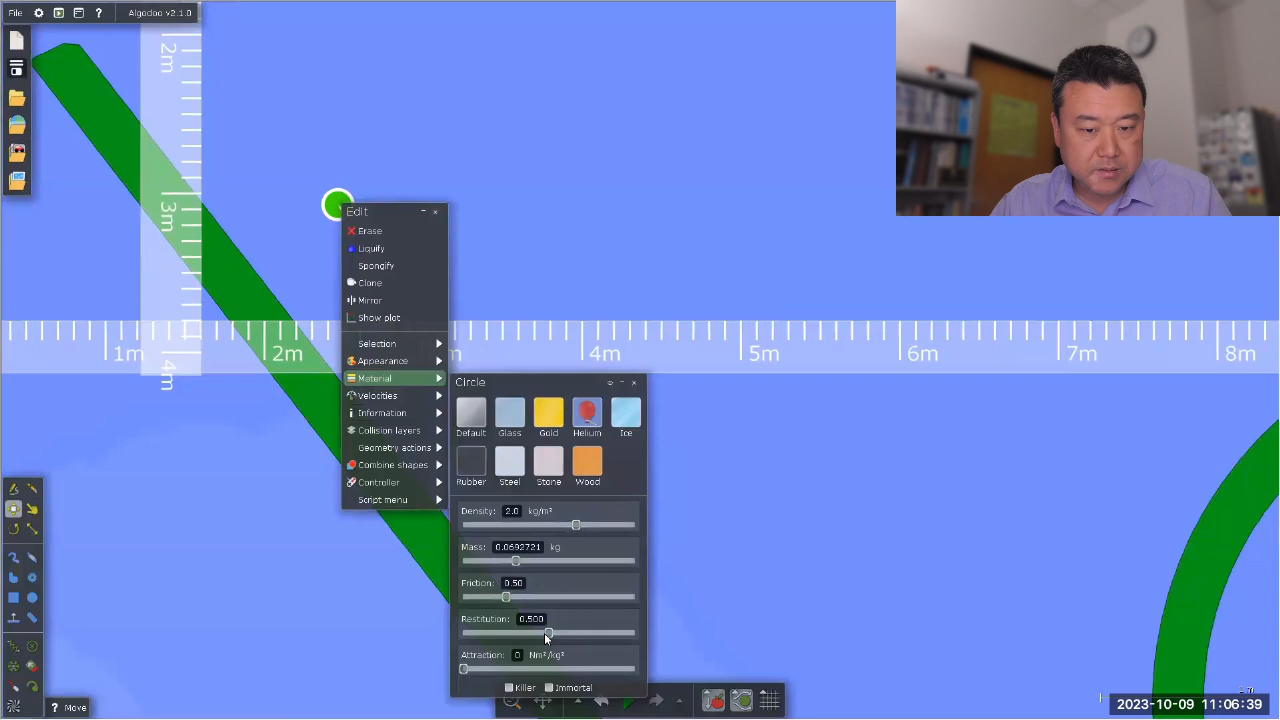 File
?
Algodoo v2.1.0
2m
3m
4m
1m
2m
4m
5m
6m
7m
8m
Edit
Erase
Liquify
Spongify
Clone
Mirror
Show plot
Selection
Appearance
Material
Velocities
Information
Collision layers
Geometry actions
Combine shapes
Controller
Script menu
Circle
Default Glass Gold Helium Ice
Rubber Steel Stone Wood
Density: 2.0 kg/m²
Mass: 0.0692721 kg
Friction: 0.50
Restitution: 0.500
Attraction: 0 Nm²/kg²
Killer Immortal
? Move
2023-10-09 11:06:39